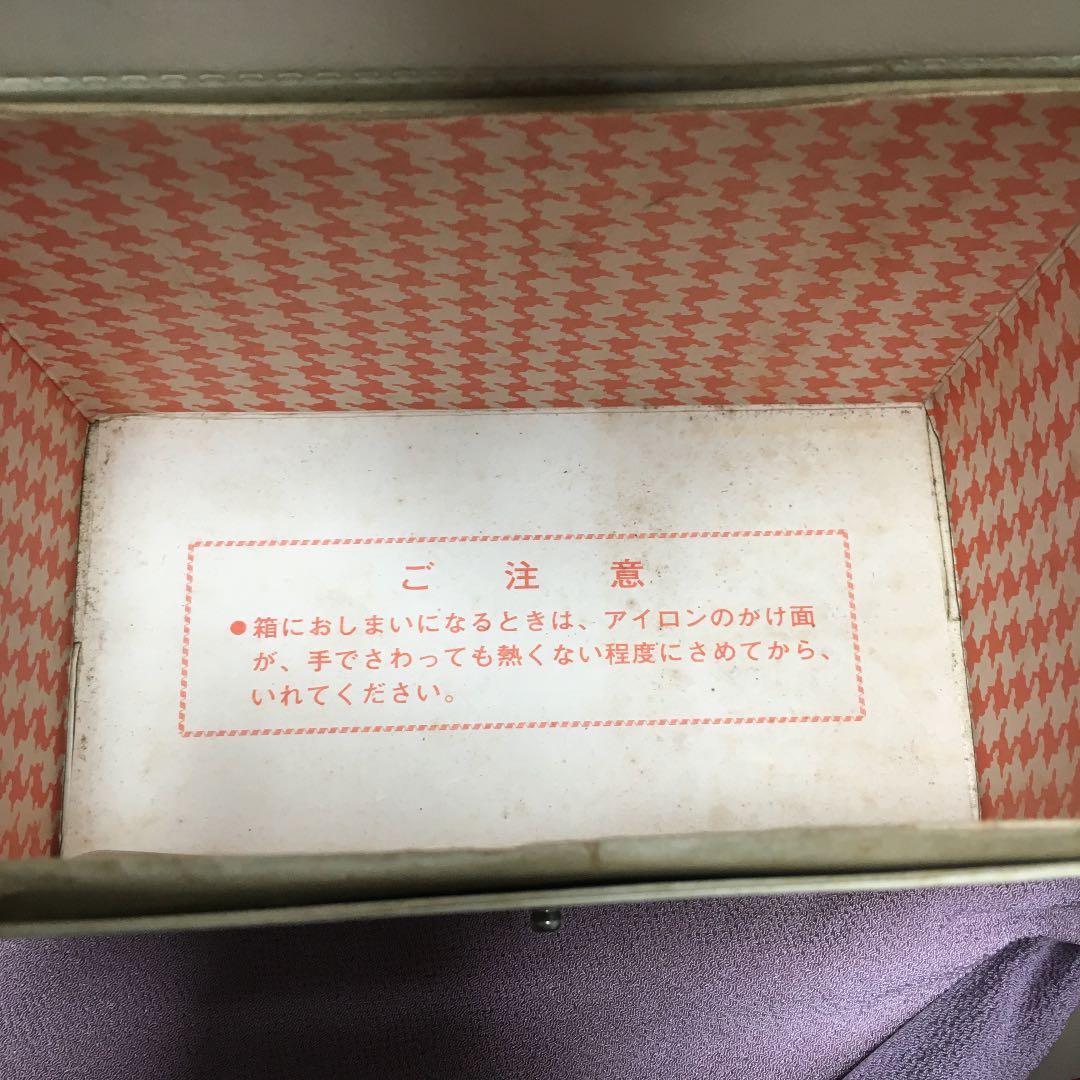 ご注意
●箱におしまいになるときは、アイロンのかけ面
が、手でさわっても熱くない程度にさめてから、
いれてください。